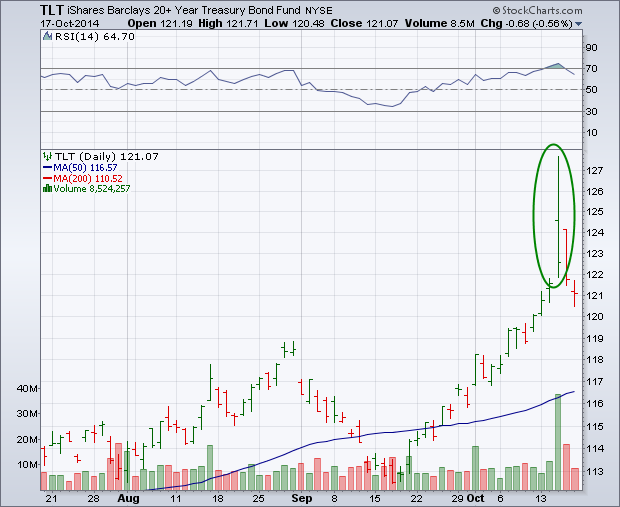 TLT iShares Barclays 20+ Year Treasury Bond Fund NYSE © StockCharts.com
17-Oct-2014 Open 121.19 High 121.71 Low 120.48 Close 121.07 Volume 8.5M Chg -0.68 (-0.56%)
RSI(14) 64.70
90
70
50
30
10
TLT (Daily) 121.07
MA(50) 116.57
MA(200) 110.52
Volume 8,524,257
127
126
125
124
123
122
121
120
119
118
117
116
115
114
113
40M
30M
20M
10M
21 28 Aug 11 18 25 Sep 8 15 22 29 Oct 6 13